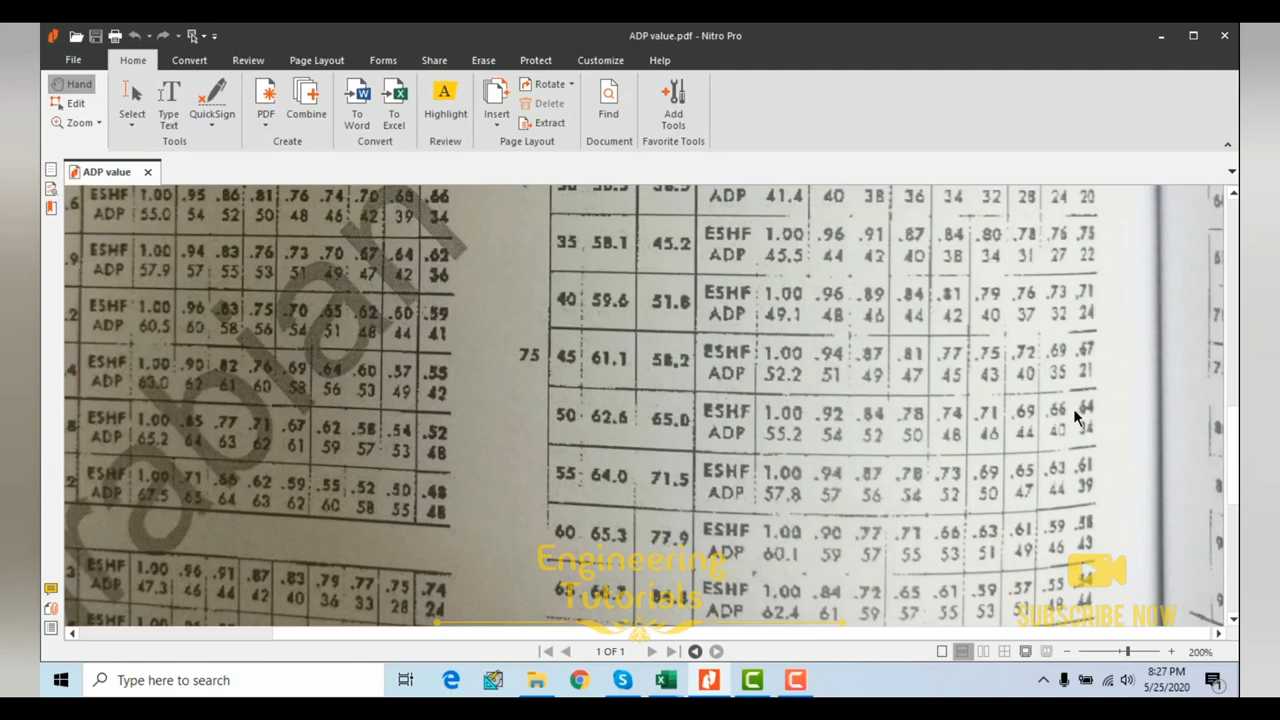 ADP value.pdf - Nitro Pro
File Home Convert Review Page Layout Forms Share Erase Protect Customize Help
Hand
Edit
Zoom
Select
Type Text
QuickSign
PDF
Combine
To Word
To Excel
Highlight
Insert
Rotate
Delete
Extract
Find
Add Tools
Tools Create Convert Review Page Layout Document Favorite Tools
ADP value
.6 ESHF 1.00 .95 .86 .81 .76 .74 .70 .68 .66
ADP 55.0 54 52 50 48 46 42 39 34
.9 ESHF 1.00 .94 .83 .76 .73 .70 .67 .64 .62
ADP 57.9 57 55 53 51 49 47 42 36
.2 ESHF 1.00 .96 .83 .75 .70 .65 .62 .60 .59
ADP 60.5 60 58 56 54 51 48 44 41
.4 ESHF 1.00 .90 .82 .76 .69 .64 .60 .57 .55
ADP 63.0 62 61 60 58 56 53 49 42
ESHF 1.00 .85 .77 .71 .67 .62 .58 .54 .52
ADP 65.2 64 63 62 61 59 57 53 48
ESHF 1.00 .71 .66 .62 .59 .55 .52 .50 .48
ADP 67.5 65 64 63 62 60 58 55 48
ESHF 1.00 .96 .91 .87 .83 .79 .77 .75 .74
ADP 47.3 46 44 42 40 36 33 28 24
rabian
ADP 41.4 40 38 36 34 32 28 24 20
35 58.1 45.2 ESHF 1.00 .96 .91 .87 .84 .80 .78 .76 .75
ADP 45.5 44 42 40 38 34 31 27 22
40 59.6 51.8 ESHF 1.00 .96 .89 .84 .81 .79 .76 .73 .71
ADP 49.1 48 46 44 42 40 37 32 24
75 45 61.1 58.2 ESHF 1.00 .94 .87 .81 .77 .75 .72 .69 .67
ADP 52.2 51 49 47 45 43 40 35 21
50 62.6 65.0 ESHF 1.00 .92 .84 .78 .74 .71 .69 .66 .64
ADP 55.2 54 52 50 48 46 44 40 34
55 64.0 71.5 ESHF 1.00 .94 .87 .78 .73 .69 .65 .63 .61
ADP 57.8 57 56 54 52 50 47 44 39
60 65.3 77.9 ESHF 1.00 .90 .77 .71 .66 .63 .61 .59 .58
ADP 60.1 59 57 55 53 51 49 46 43
ESHF 1.00 .84 .72 .65 .61 .59 .57 .55
ADP 62.4 61 59 57 55 53
Engineering
Tutorials
SUBSCRIBE NOW
1 OF 1
200%
Type here to search
8:27 PM
5/25/2020